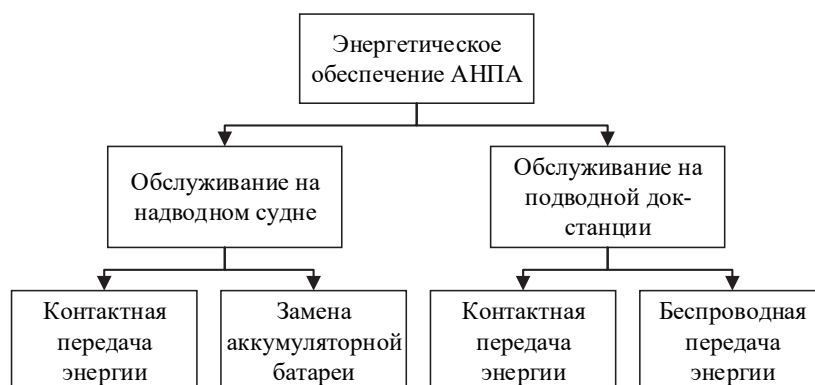 Энергетическое
обеспечение АНПА
Обслуживание на
надводном судне
Обслуживание на
подводной док-
станции
Контактная
передача
энергии
Замена
аккумуляторной
батареи
Контактная
передача
энергии
Беспроводная
передача
энергии